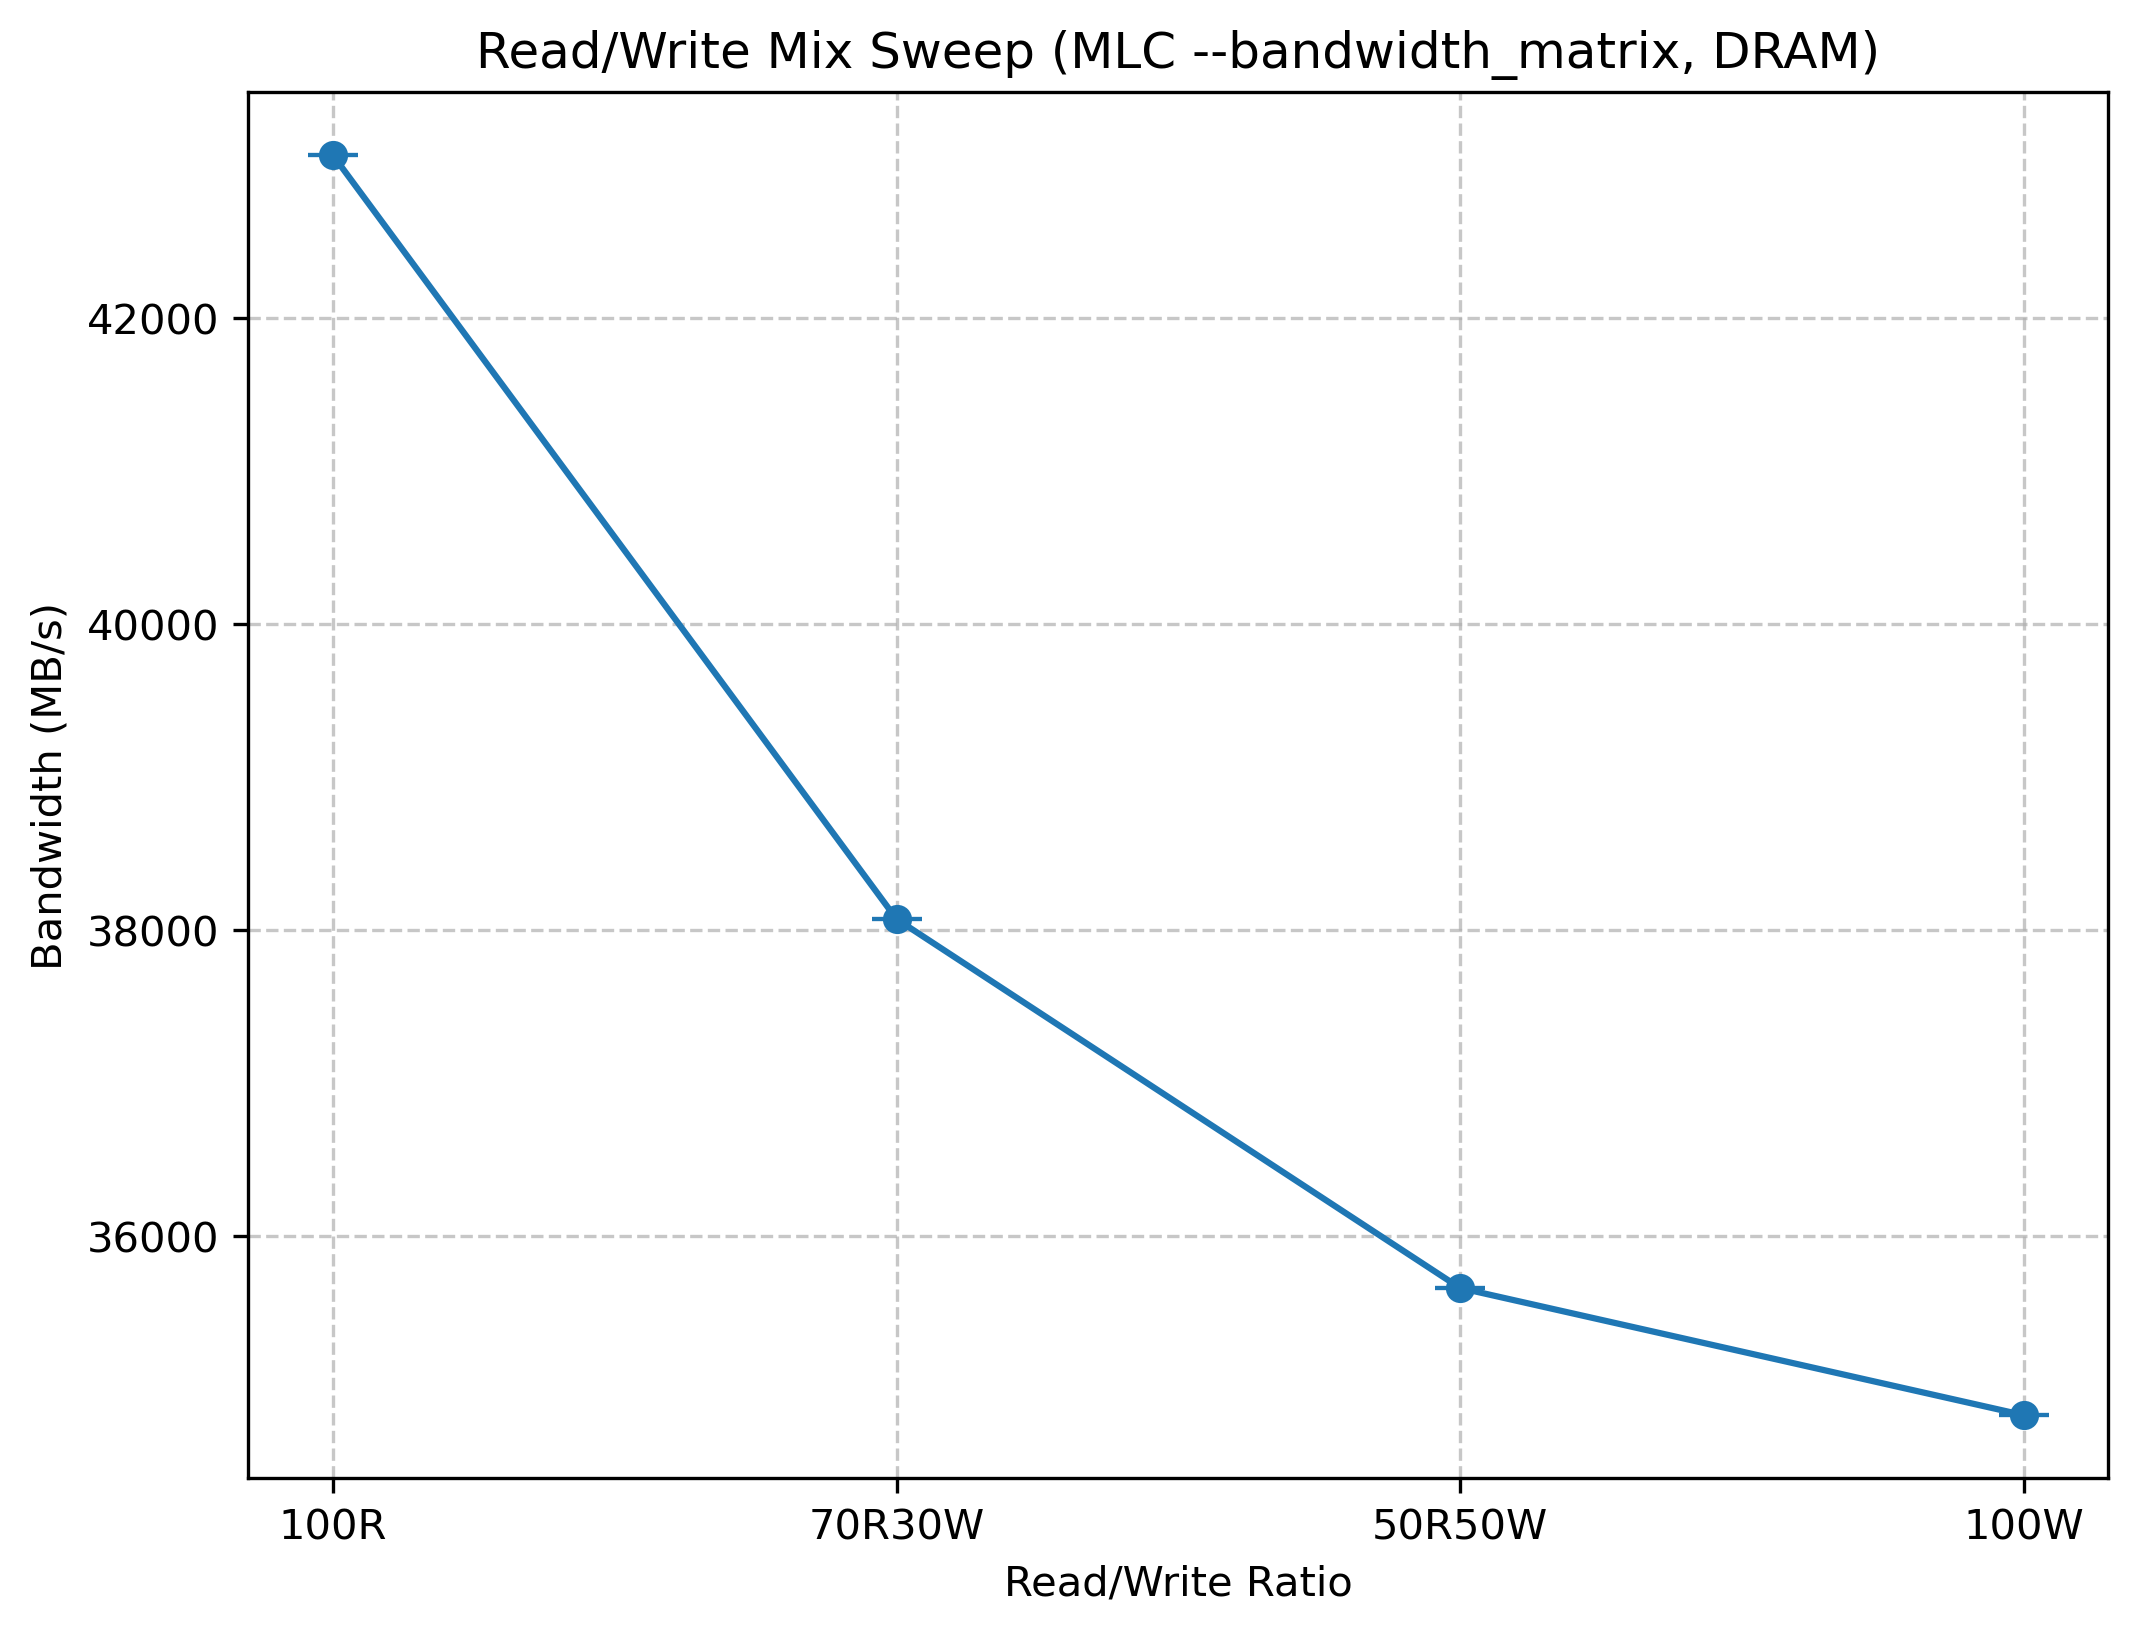 Read/Write Mix Sweep (MLC --bandwidth_matrix, DRAM)
Bandwidth (MB/s)
42000
40000
38000
36000
100R 70R30W 50R50W 100W
Read/Write Ratio